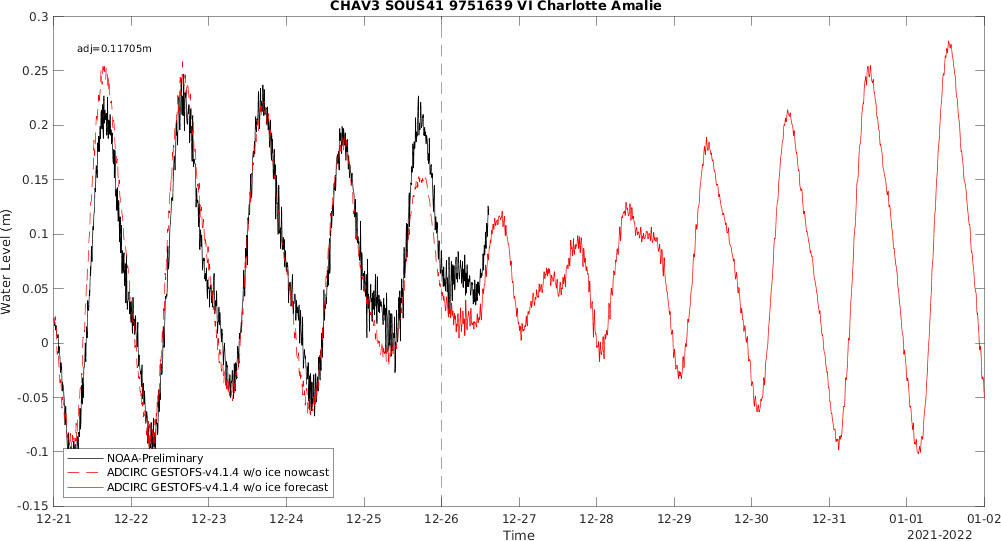 CHAV3 SOUS41 9751639 VI Charlotte Amalie
adj=0.11705m
0.3
0.25
0.2
0.15
0.1
0.05
0
-0.05
-0.1
-0.15
Water Level (m)
NOAA-Preliminary
ADCIRC GESTOFS-v4.1.4 w/o ice nowcast
ADCIRC GESTOFS-v4.1.4 w/o ice forecast
12-21 12-22 12-23 12-24 12-25 12-26 12-27 12-28 12-29 12-30 12-31 01-01 01-02
Time
2021-2022